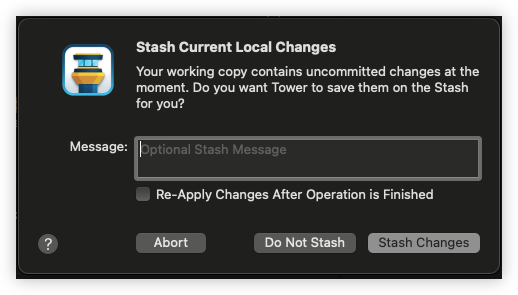 Stash Current Local Changes
Your working copy contains uncommitted changes at the
moment. Do you want Tower to save them on the Stash
for you?
Message: Optional Stash Message
Re-Apply Changes After Operation is Finished
? Abort Do Not Stash Stash Changes